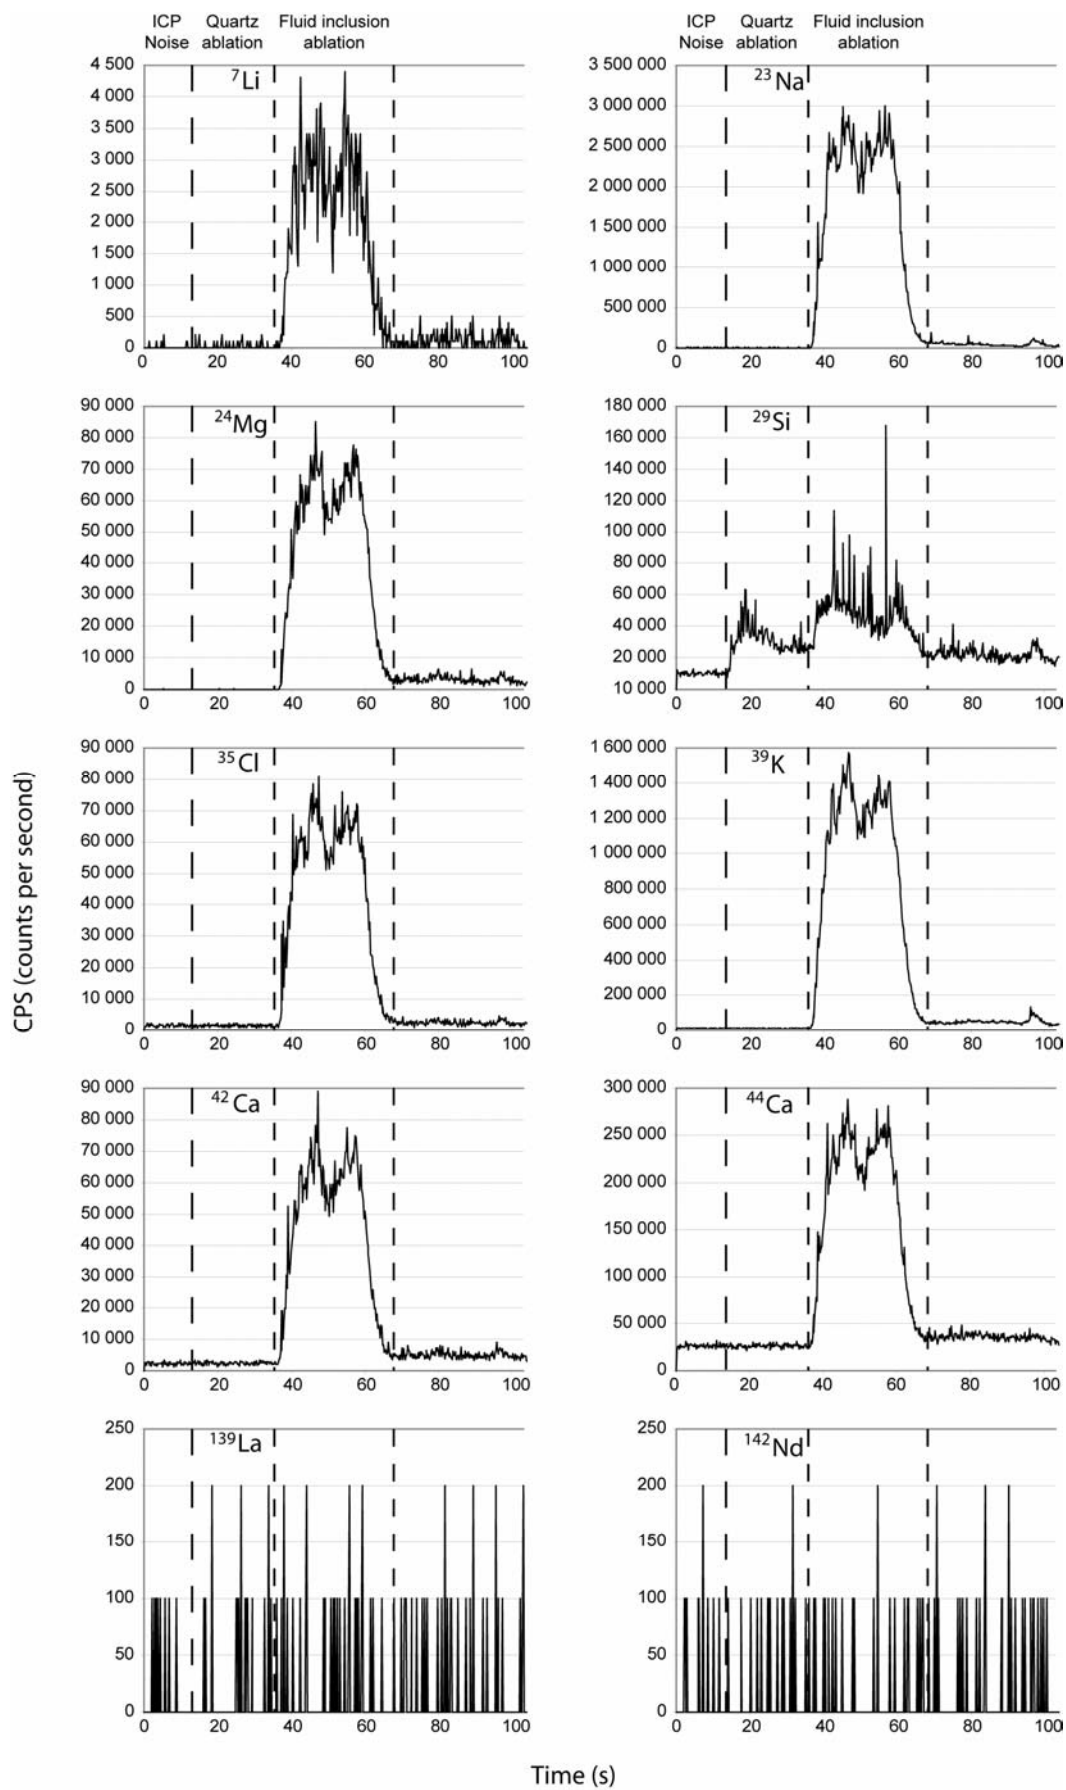 ICP Quartz Fluid inclusion
Noise ablation ablation
ICP Quartz Fluid inclusion
Noise ablation ablation
⁷Li
4 500
4 000
3 500
3 000
2 500
2 000
1 500
1 000
500
0
0 20 40 60 80 100
²³Na
3 500 000
3 000 000
2 500 000
2 000 000
1 500 000
1 000 000
500 000
0
0 20 40 60 80 100
²⁴Mg
90 000
80 000
70 000
60 000
50 000
40 000
30 000
20 000
10 000
0
0 20 40 60 80 100
²⁹Si
180 000
160 000
140 000
120 000
100 000
80 000
60 000
40 000
20 000
10 000
0 20 40 60 80 100
³⁵Cl
90 000
80 000
70 000
60 000
50 000
40 000
30 000
20 000
10 000
0
0 20 40 60 80 100
³⁹K
1 600 000
1 400 000
1 200 000
1 000 000
800 000
600 000
400 000
200 000
0
0 20 40 60 80 100
⁴²Ca
90 000
80 000
70 000
60 000
50 000
40 000
30 000
20 000
10 000
0
0 20 40 60 80 100
⁴⁴Ca
300 000
250 000
200 000
150 000
100 000
50 000
0
0 20 40 60 80 100
¹³⁹La
250
200
150
100
50
0
0 20 40 60 80 100
¹⁴²Nd
250
200
150
100
50
0
0 20 40 60 80 100
CPS (counts per second)
Time (s)